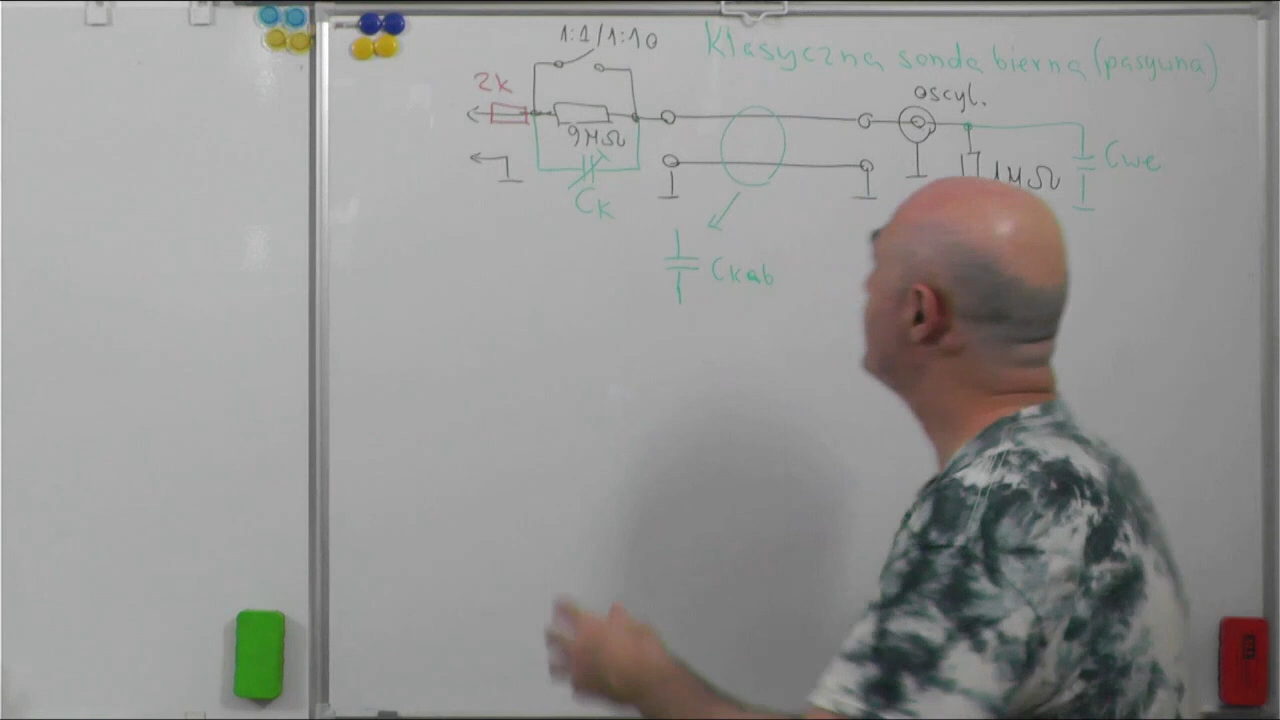 1:1/1:10
Klasyczna sonda bierna (pasywna)
2k
oscyl.
9MΩ
1MΩ
Cwe
Ck
Ckab